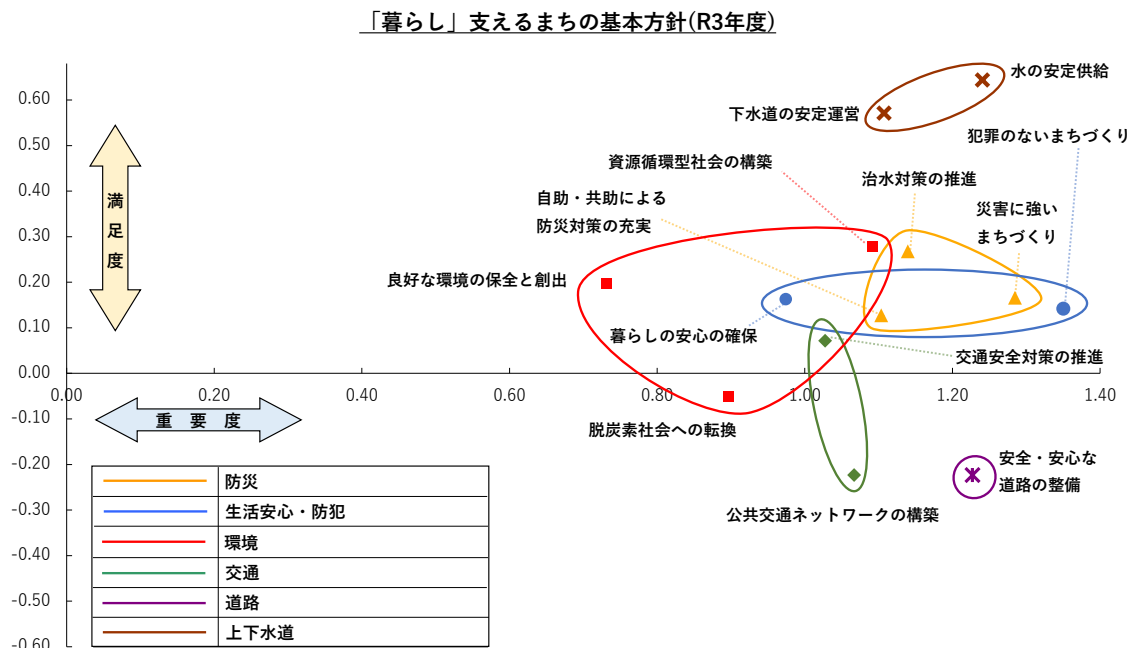 「暮らし」支えるまちの基本方針(R3年度)
水の安定供給
0.60
下水道の安定運営
犯罪のないまちづくり
0.50
資源循環型社会の構築
治水対策の推進
0.40
自助・共助による
防災対策の充実
災害に強い
まちづくり
満足度
0.30
良好な環境の保全と創出
0.20
0.10
暮らしの安心の確保
交通安全対策の推進
0.00
0.00
0.20
0.40
0.60
0.80
1.00
1.20
1.40
-0.10
重要度
脱炭素社会への転換
-0.20
安全・安心な
道路の整備
-0.30
公共交通ネットワークの構築
-0.40
-0.50
-0.60
防災
生活安心・防犯
環境
交通
道路
上下水道